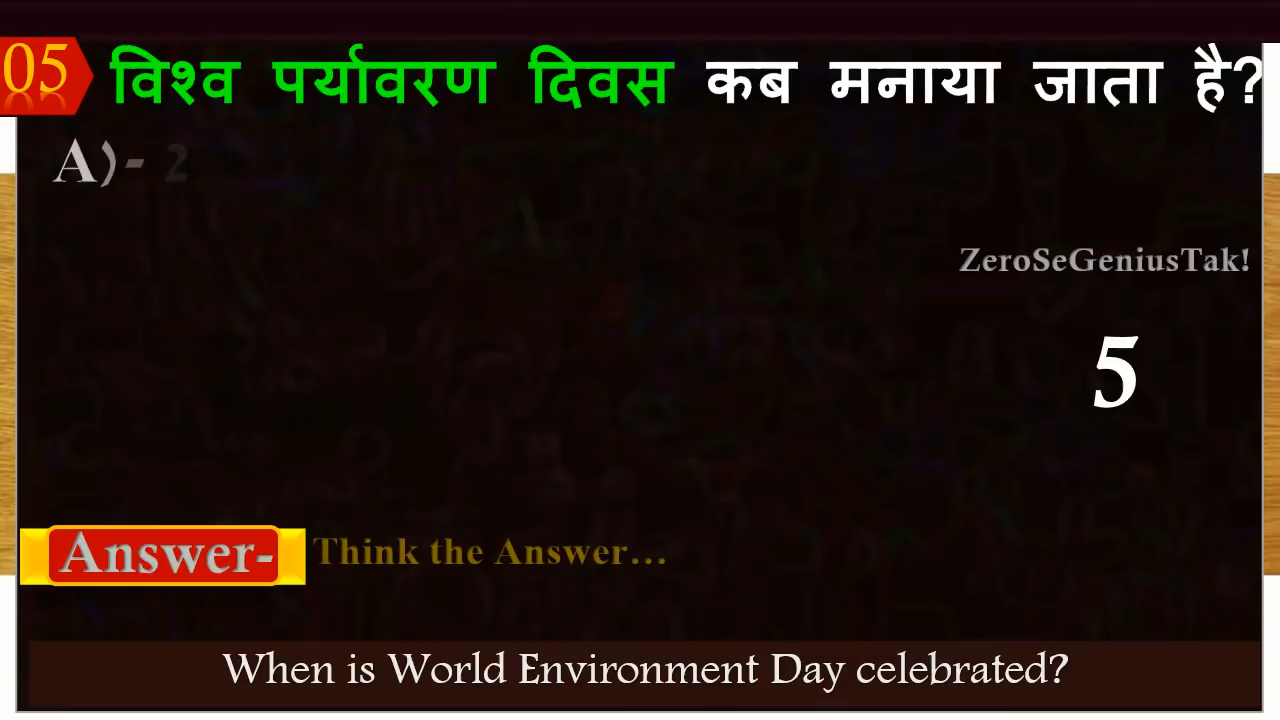 05 विश्व पर्यावरण दिवस कब मनाया जाता है?
A)- 2
ZeroSeGeniusTak!
5
Answer- Think the Answer...
When is World Environment Day celebrated?